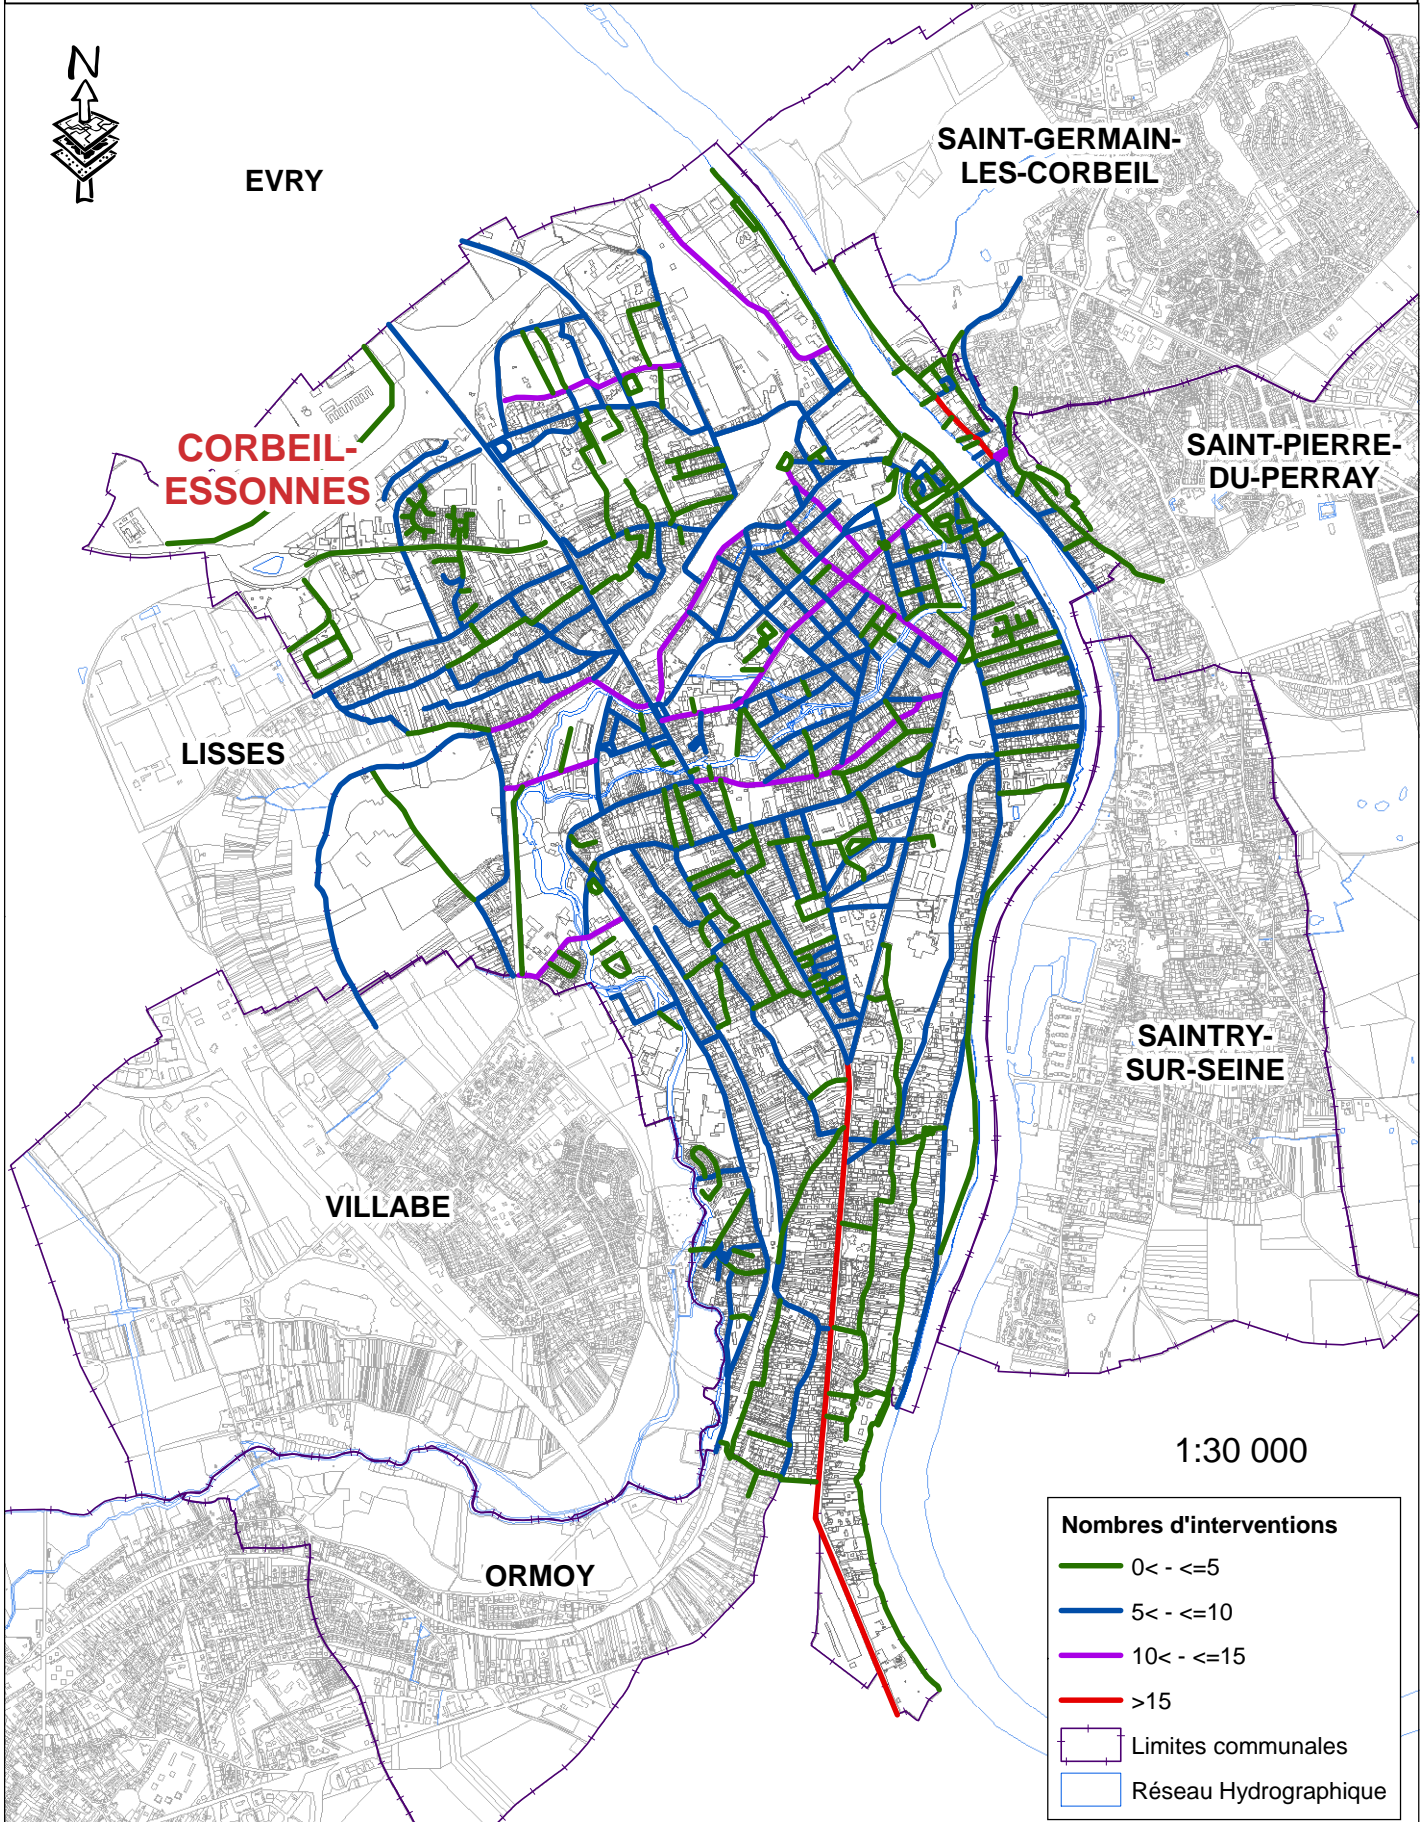 N
EVRY
SAINT-GERMAIN-
LES-CORBEIL
CORBEIL-
ESSONNES
SAINT-PIERRE-
DU-PERRAY
LISSES
SAINTRY-
SUR-SEINE
VILLABE
ORMOY
1:30 000
Nombres d'interventions
0< - <=5
5< - <=10
10< - <=15
>15
Limites communales
Réseau Hydrographique